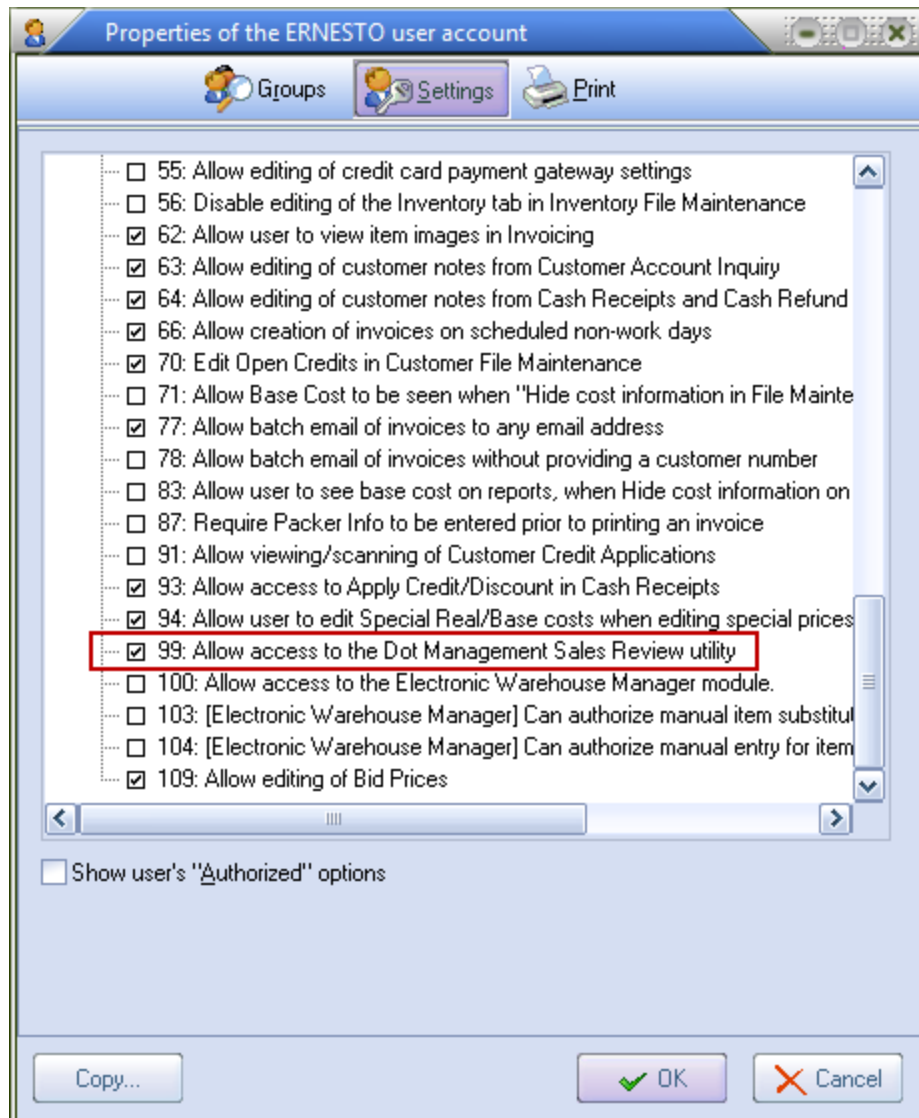 Properties of the ERNESTO user account
Groups Settings Print
55: Allow editing of credit card payment gateway settings
56: Disable editing of the Inventory tab in Inventory File Maintenance
62: Allow user to view item images in Invoicing
63: Allow editing of customer notes from Customer Account Inquiry
64: Allow editing of customer notes from Cash Receipts and Cash Refund
66: Allow creation of invoices on scheduled non-work days
70: Edit Open Credits in Customer File Maintenance
71: Allow Base Cost to be seen when "Hide cost information in File Mainte
77: Allow batch email of invoices to any email address
78: Allow batch email of invoices without providing a customer number
83: Allow user to see base cost on reports, when Hide cost information on
87: Require Packer Info to be entered prior to printing an invoice
91: Allow viewing/scanning of Customer Credit Applications
93: Allow access to Apply Credit/Discount in Cash Receipts
94: Allow user to edit Special Real/Base costs when editing special prices
99: Allow access to the Dot Management Sales Review utility
100: Allow access to the Electronic Warehouse Manager module.
103: [Electronic Warehouse Manager] Can authorize manual item substitut
104: [Electronic Warehouse Manager] Can authorize manual entry for item
109: Allow editing of Bid Prices
Show user's "Authorized" options
Copy... OK Cancel